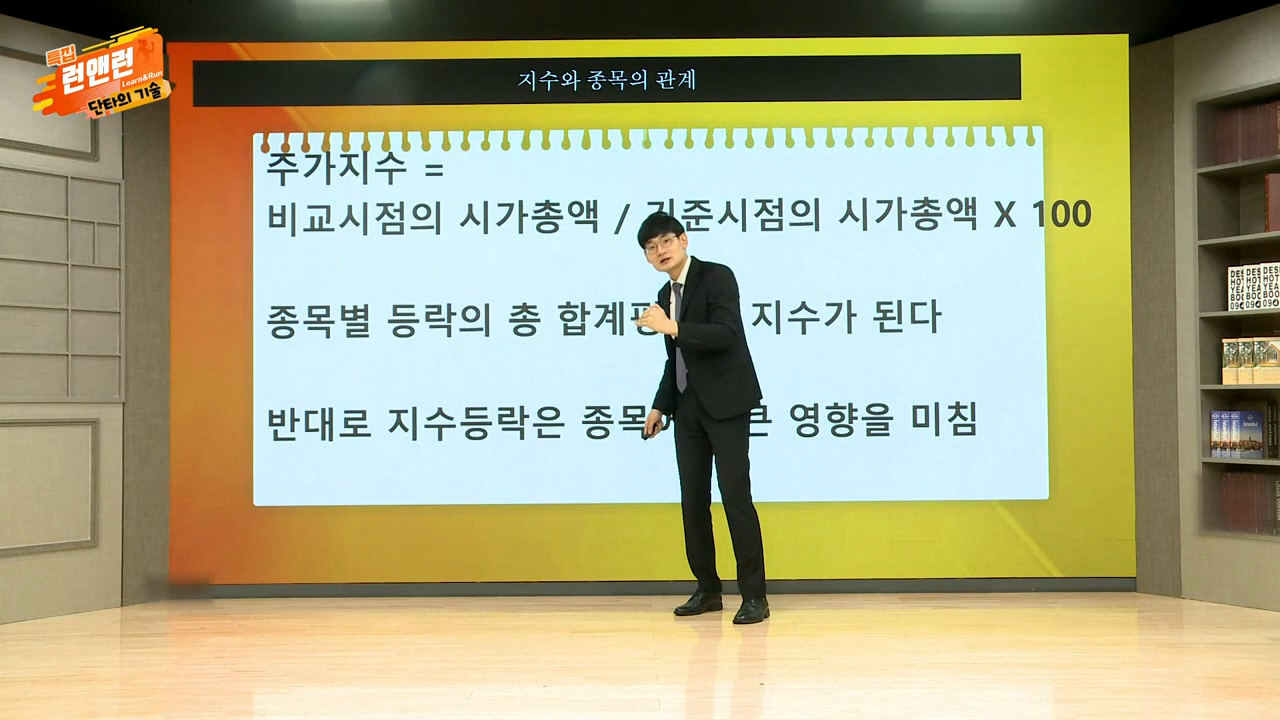 특집
런앤런
Learn&Run
단타의 기술
지수와 종목의 관계
주가지수 =
비교시점의 시가총액 / 기준시점의 시가총액 X 100
종목별 등락의 총 합계 지수가 된다
반대로 지수등락은 큰 영향을 미침